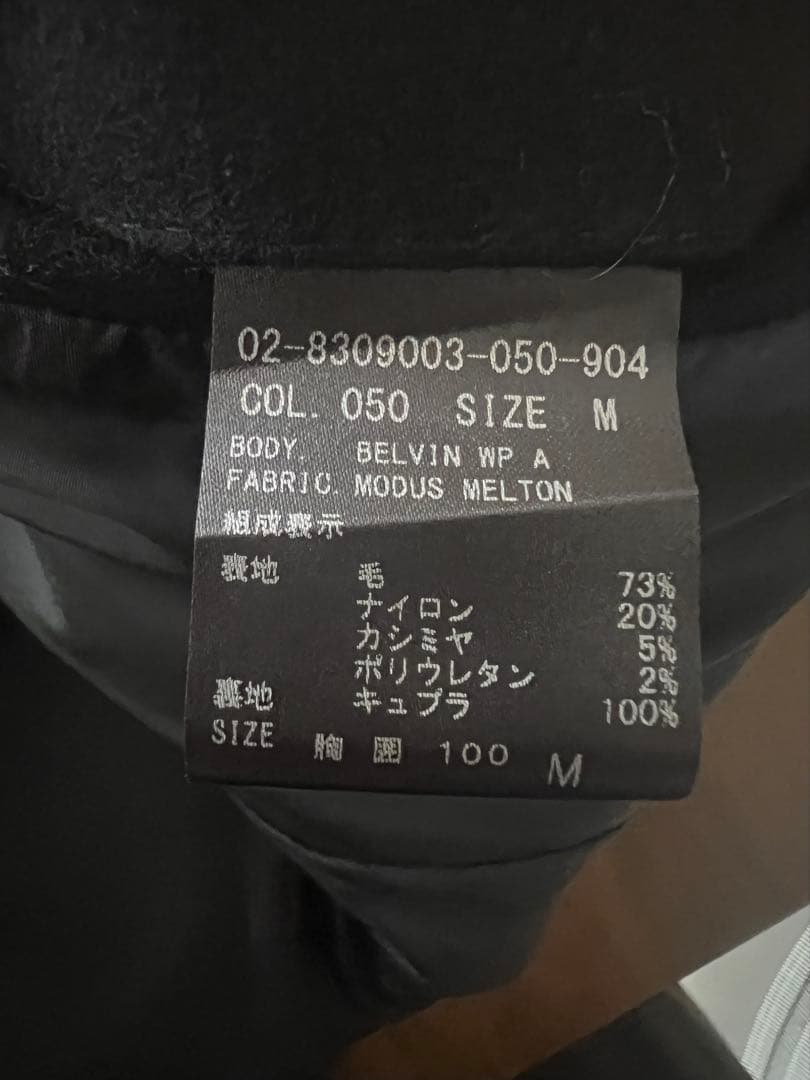 02-8309003-050-904
COL. 050 SIZE M
BODY. BELVIN WP A
FABRIC. MODUS MELTON
組成表示
表地 毛 73%
ナイロン 20%
カシミヤ 5%
ポリウレタン 2%
裏地 キュプラ 100%
SIZE 胸囲 100 M